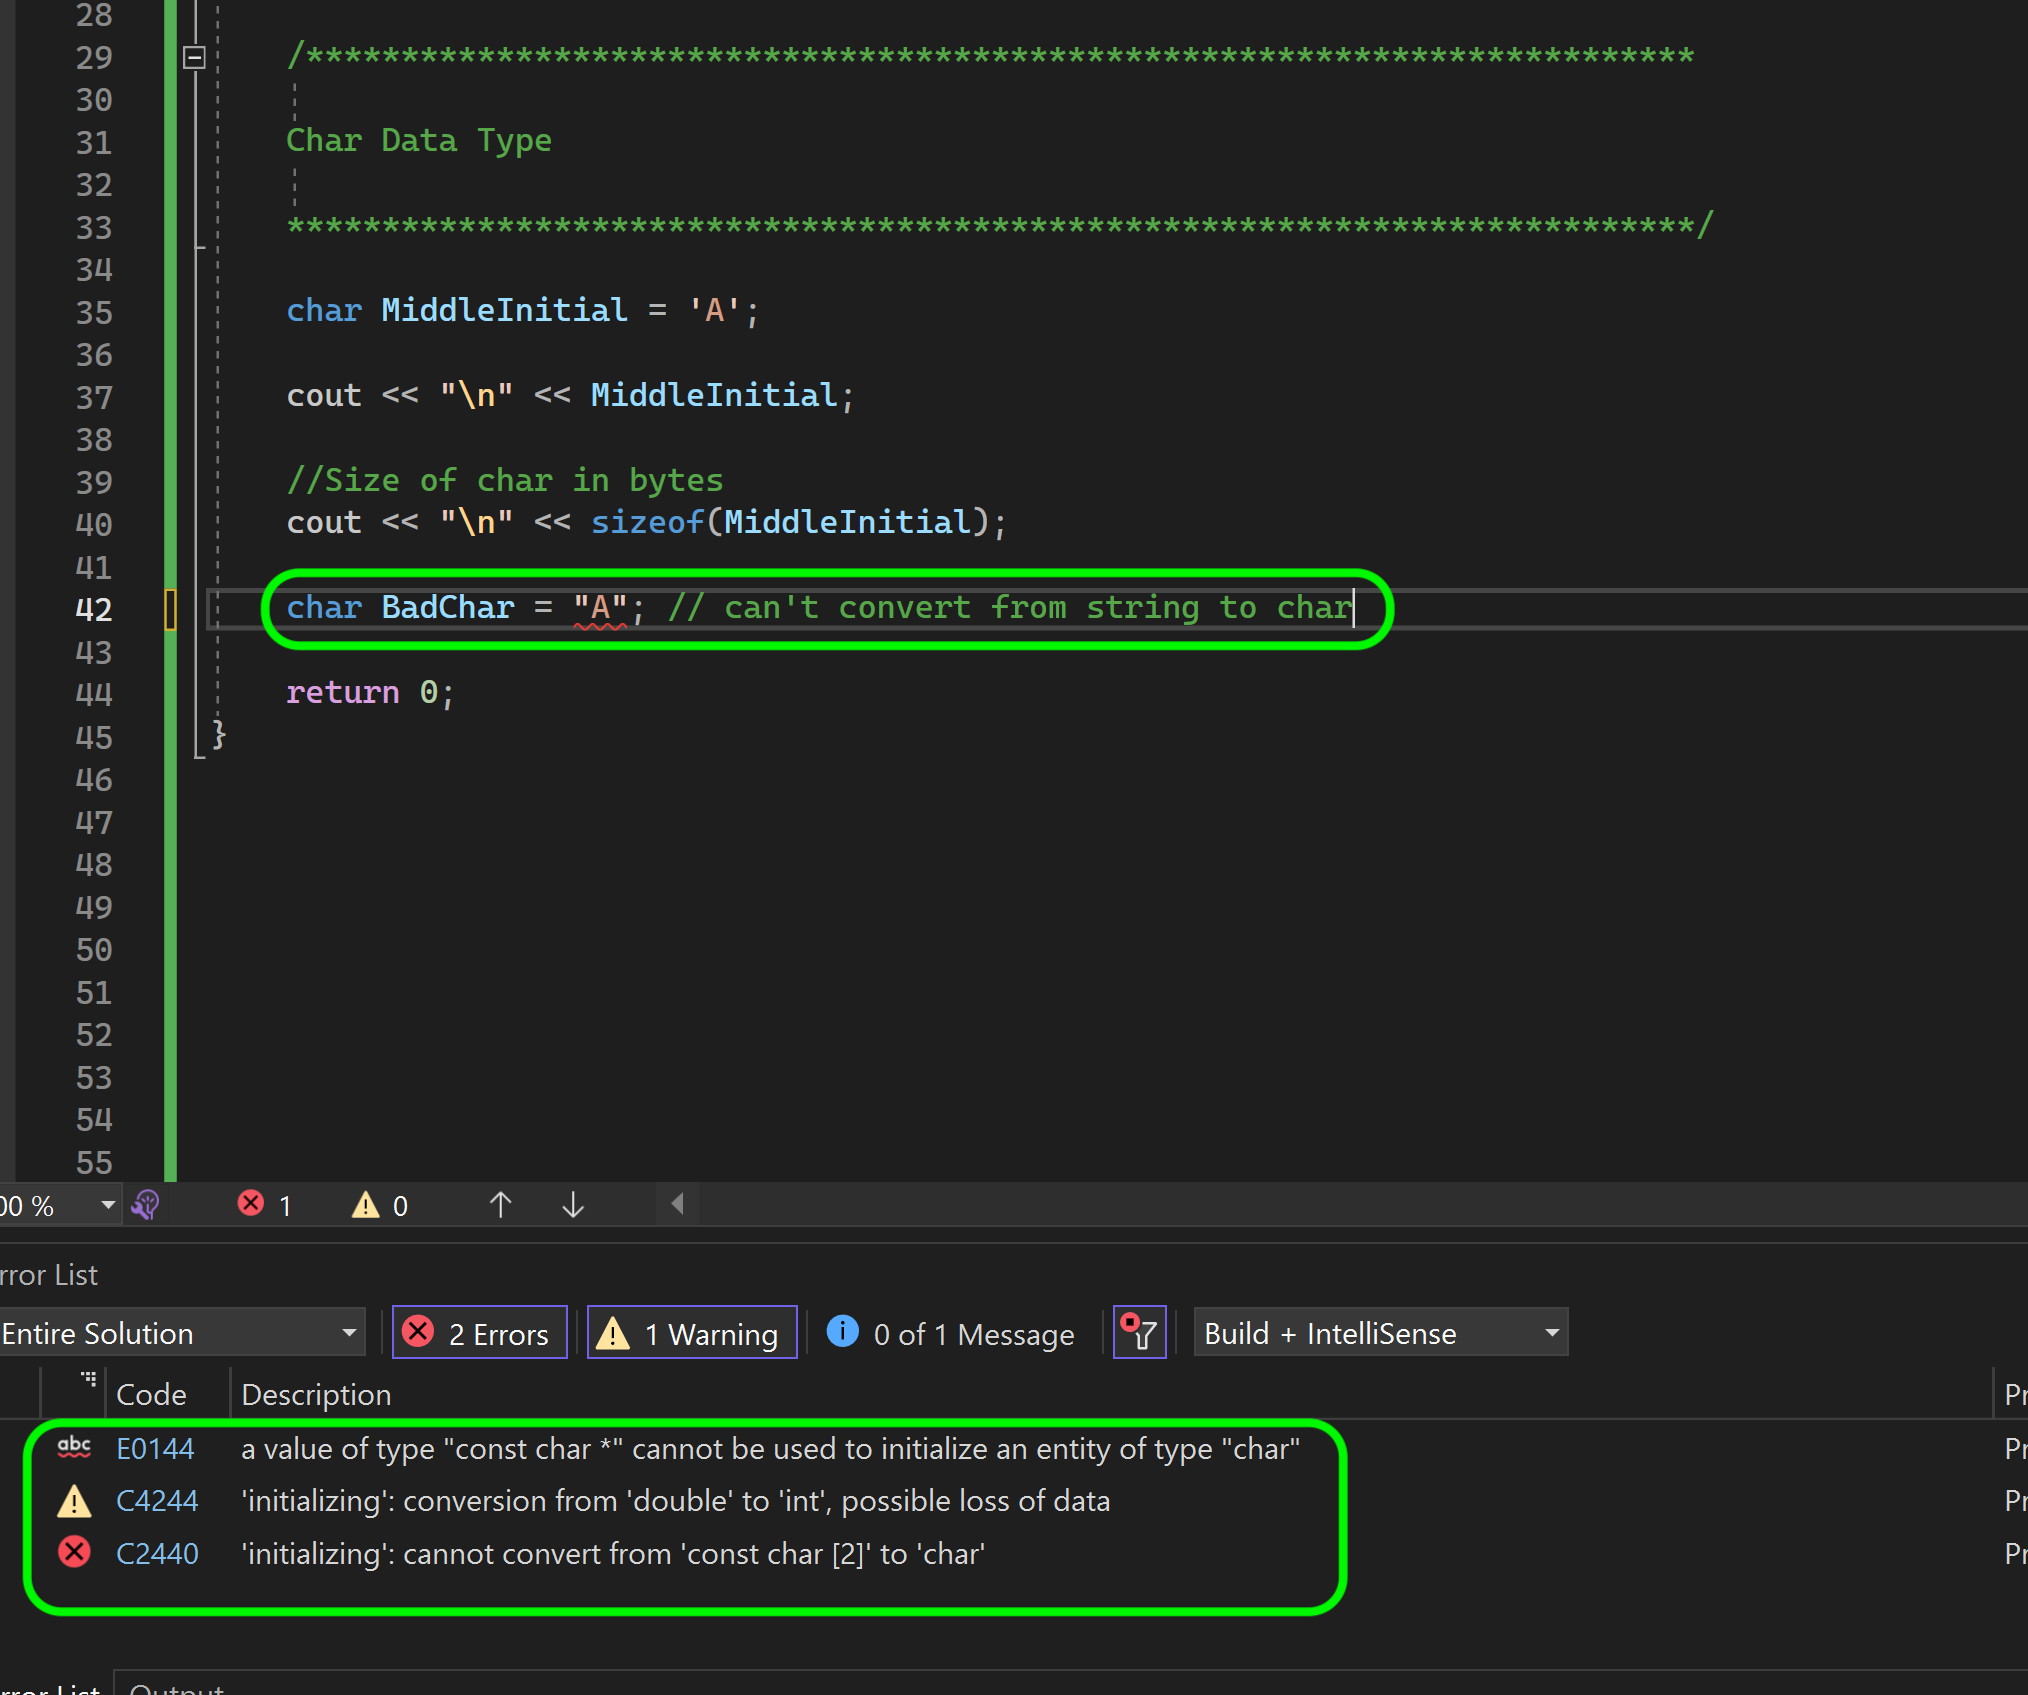 28
29 /*************************************************************************
30
31 Char Data Type
32
33 **************************************************************************/
34
35 char MiddleInitial = 'A';
36
37 cout << "\n" << MiddleInitial;
38
39 //Size of char in bytes
40 cout << "\n" << sizeof(MiddleInitial);
41
42 char BadChar = "A"; // can't convert from string to char
43
44 return 0;
45 }
46
47
48
49
50
51
52
53
54
55
00 % 1 0
rror List
Entire Solution 2 Errors 1 Warning 0 of 1 Message Build + IntelliSense
Code Description Pr
abc E0144 a value of type "const char *" cannot be used to initialize an entity of type "char" Pr
C4244 'initializing': conversion from 'double' to 'int', possible loss of data Pr
C2440 'initializing': cannot convert from 'const char [2]' to 'char' Pr
rror List Output